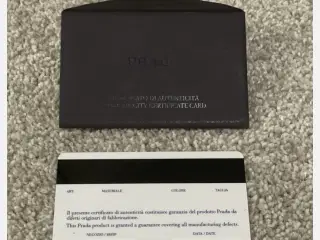 PRADA
CERTIFICATO DI AUTENTICITÀ
AUTHENTICITY CERTIFICATE CARD
ART. MATERIALE COLORE TAGLIA
Il presente certificato di autenticità costituisce garanzia del prodotto Prada da
difetti originari di fabbricazione.
This Prada product is granted a guarantee covering all manufacturing defects.
NEGOZIO / SHOP DATA / DATE